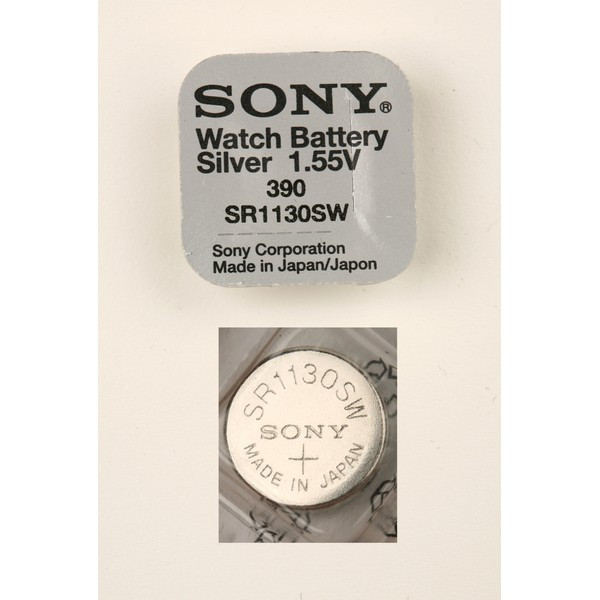 SONY®
Watch Battery
Silver 1.55V
390
SR1130SW
Sony Corporation
Made in Japan/Japon
SR1130SW
SONY
+
MADE IN JAPAN